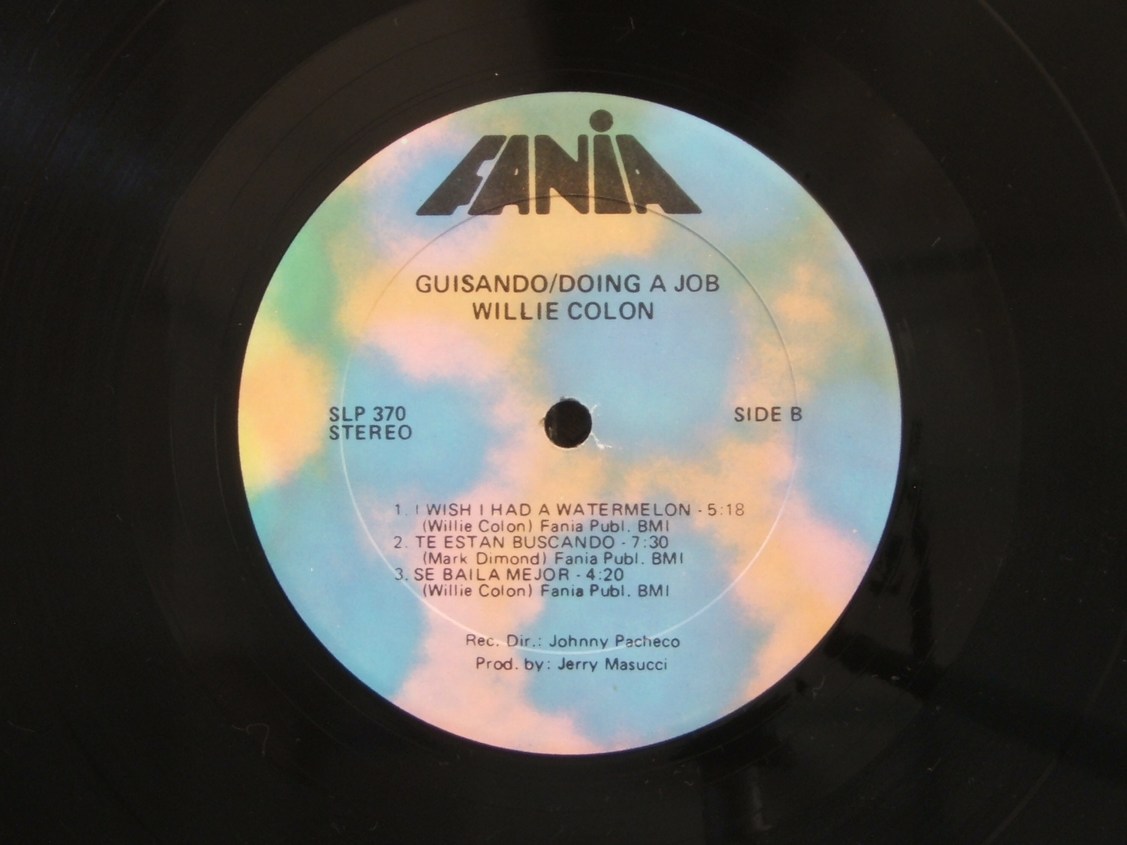 FANIA
GUISANDO/DOING A JOB
WILLIE COLON
SLP 370
STEREO
SIDE B
1. I WISH I HAD A WATERMELON - 5:18
(Willie Colon) Fania Publ. BMI
2. TE ESTAN BUSCANDO - 7:30
(Mark Dimond) Fania Publ. BMI
3. SE BAILA MEJOR - 4:20
(Willie Colon) Fania Publ. BMI
Rec. Dir.: Johnny Pacheco
Prod. by: Jerry Masucci